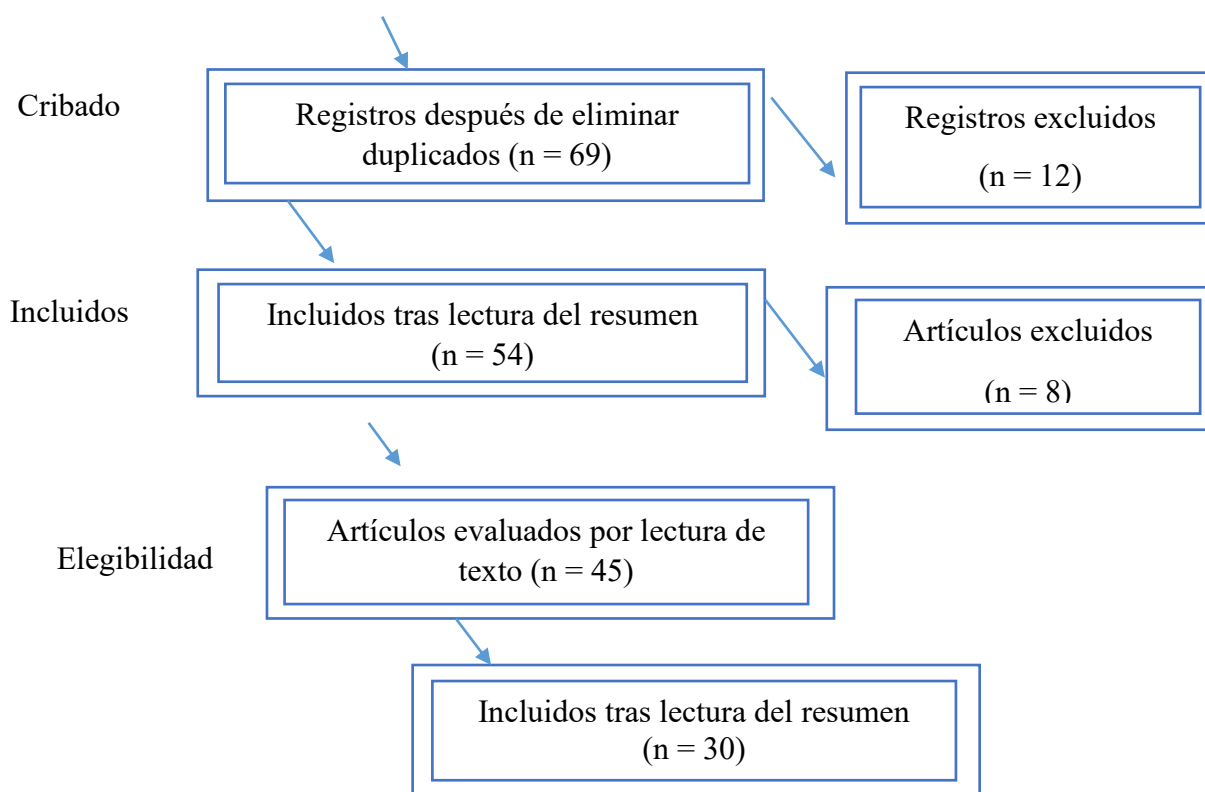 Cribado
Registros después de eliminar
duplicados (n = 69)
Registros excluidos
(n = 12)
Incluidos
Incluidos tras lectura del resumen
(n = 54)
Artículos excluidos
(n = 8)
Elegibilidad
Artículos evaluados por lectura de
texto (n = 45)
Incluidos tras lectura del resumen
(n = 30)